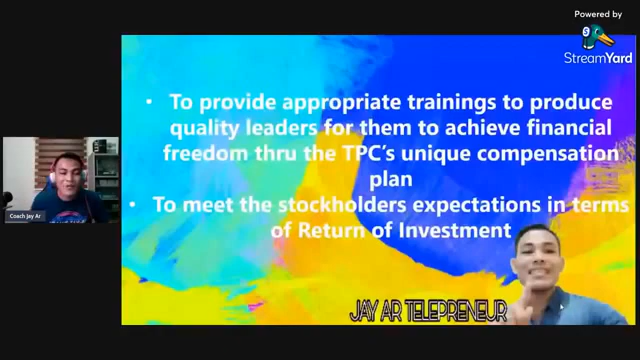 Powered by
StreamYard
• To provide appropriate trainings to produce
quality leaders for them to achieve financial
freedom thru the TPC's unique compensation
plan
• To meet the stockholders expectations in terms
of Return of Investment
Coach Jay Ar
JAY AR TELEPRENEUR